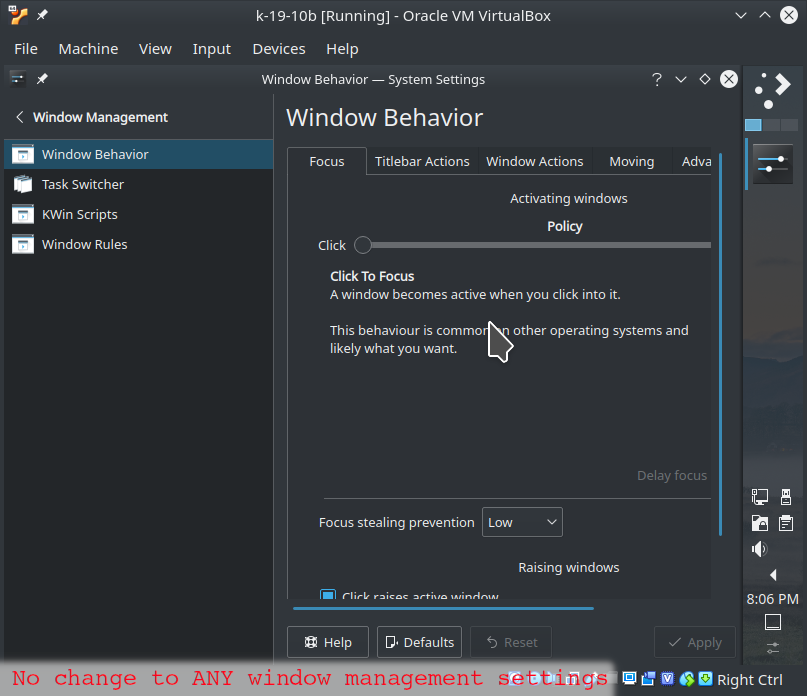 k-19-10b [Running] - Oracle VM VirtualBox
File Machine View Input Devices Help
Window Behavior — System Settings
?
Window Management
Window Behavior
Task Switcher
KWin Scripts
Window Rules
Window Behavior
Focus Titlebar Actions Window Actions Moving Adva
Activating windows
Policy
Click
Click To Focus
A window becomes active when you click into it.
This behaviour is common on other operating systems and
likely what you want.
Delay focus
Focus stealing prevention Low
Raising windows
Click raises active window
Help Defaults Reset Apply
8:06 PM
No change to ANY window management settings
Right Ctrl